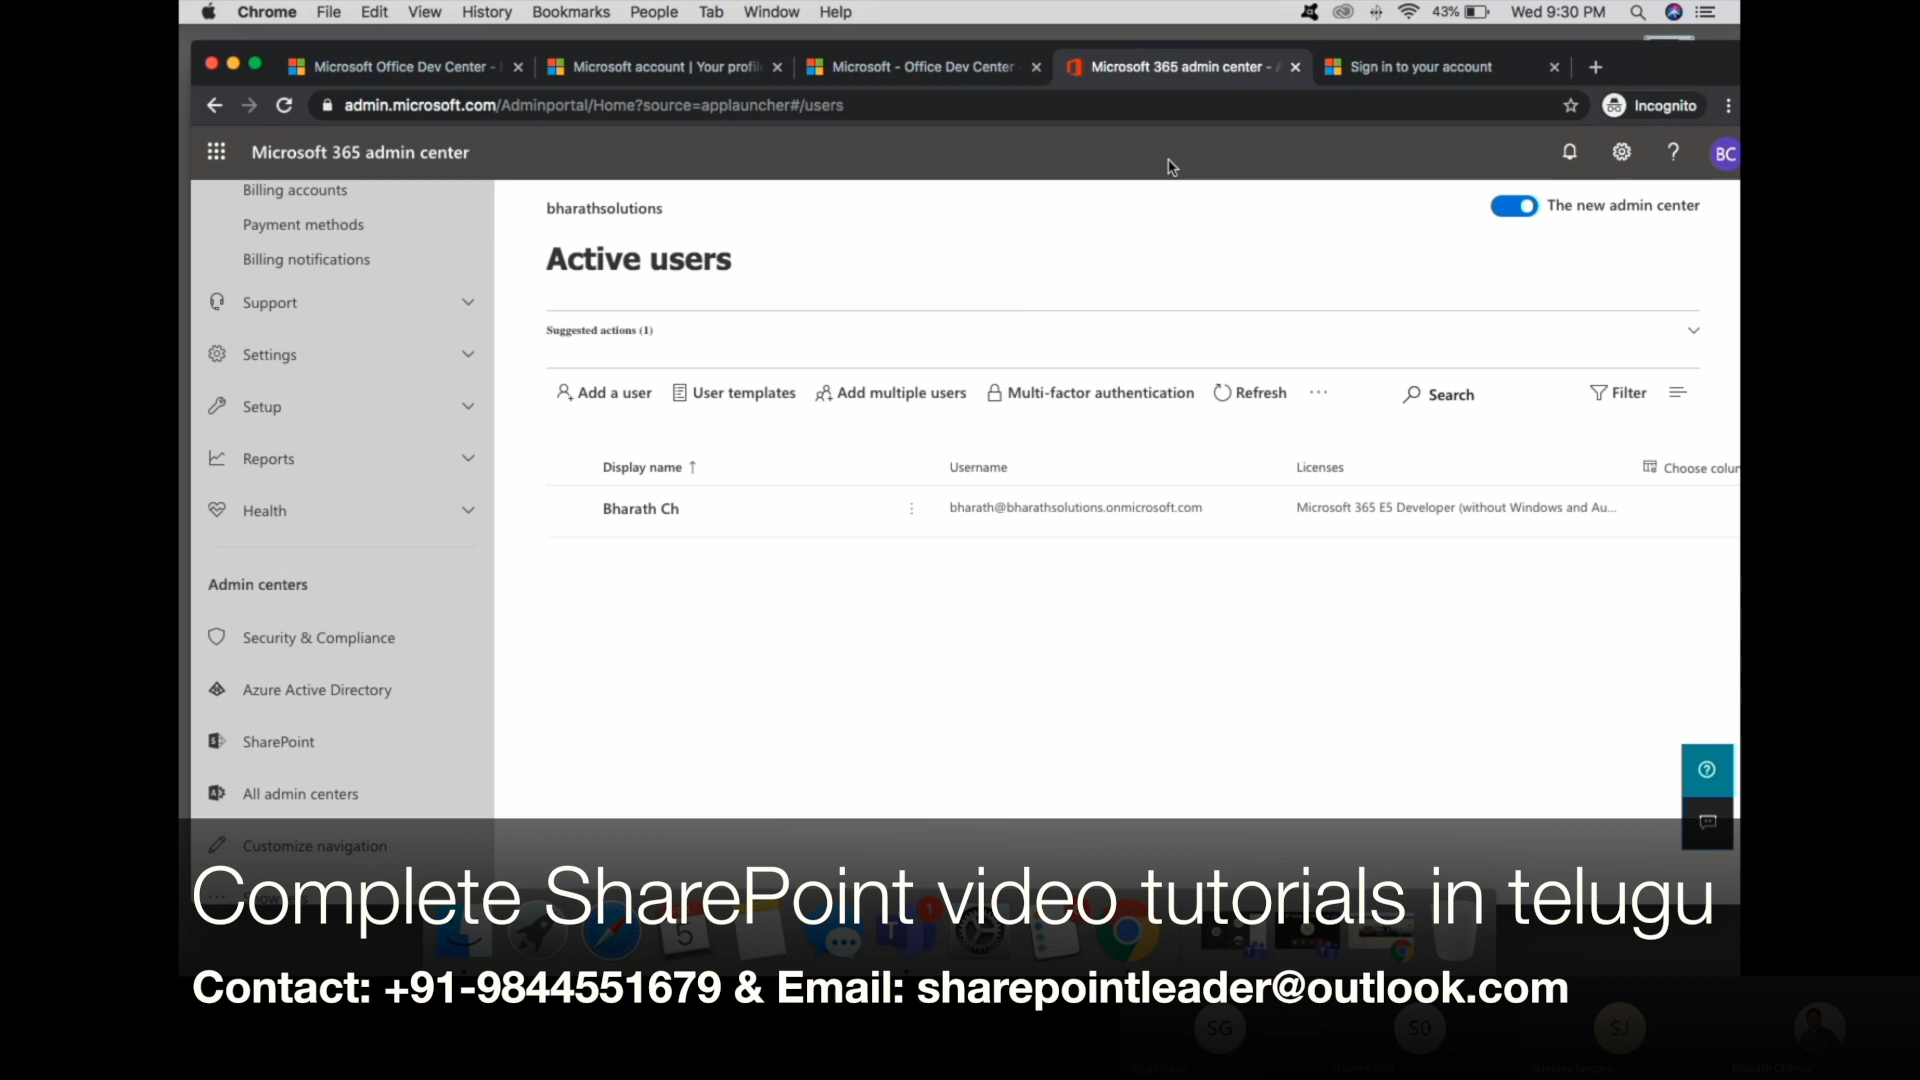 Chrome File Edit View History Bookmarks People Tab Window Help 43% Wed 9:30 PM
Microsoft Office Dev Center - Microsoft account | Your profil Microsoft - Office Dev Center Microsoft 365 admin center - Sign in to your account
admin.microsoft.com/Adminportal/Home?source=applauncher#/users Incognito
Microsoft 365 admin center ? BC
Billing accounts
Payment methods
Billing notifications
Support
Settings
Setup
Reports
Health
Admin centers
Security & Compliance
Azure Active Directory
SharePoint
All admin centers
Customize navigation
bharathsolutions The new admin center
Active users
Suggested actions (1)
Add a user User templates Add multiple users Multi-factor authentication Refresh ... Search Filter
Display name ↑ Username Licenses Choose colu
Bharath Ch bharath@bharathsolutions.onmicrosoft.com Microsoft 365 E5 Developer (without Windows and Au...
Complete SharePoint video tutorials in telugu
Contact: +91-9844551679 & Email: sharepointleader@outlook.com
SG SO SJ